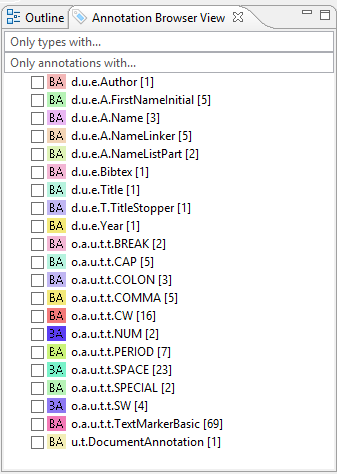 Outline Annotation Browser View
Only types with...
Only annotations with...
BA d.u.e.Author [1]
BA d.u.e.A.FirstNameInitial [5]
BA d.u.e.A.Name [3]
BA d.u.e.A.NameLinker [5]
BA d.u.e.A.NameListPart [2]
BA d.u.e.Bibtex [1]
BA d.u.e.Title [1]
BA d.u.e.T.TitleStopper [1]
BA d.u.e.Year [1]
BA o.a.u.t.t.BREAK [2]
BA o.a.u.t.t.CAP [5]
BA o.a.u.t.t.COLON [3]
BA o.a.u.t.t.COMMA [5]
BA o.a.u.t.t.CW [16]
BA o.a.u.t.t.NUM [2]
BA o.a.u.t.t.PERIOD [7]
BA o.a.u.t.t.SPACE [23]
BA o.a.u.t.t.SPECIAL [2]
BA o.a.u.t.t.SW [4]
BA o.a.u.t.t.TextMarkerBasic [69]
BA u.t.DocumentAnnotation [1]